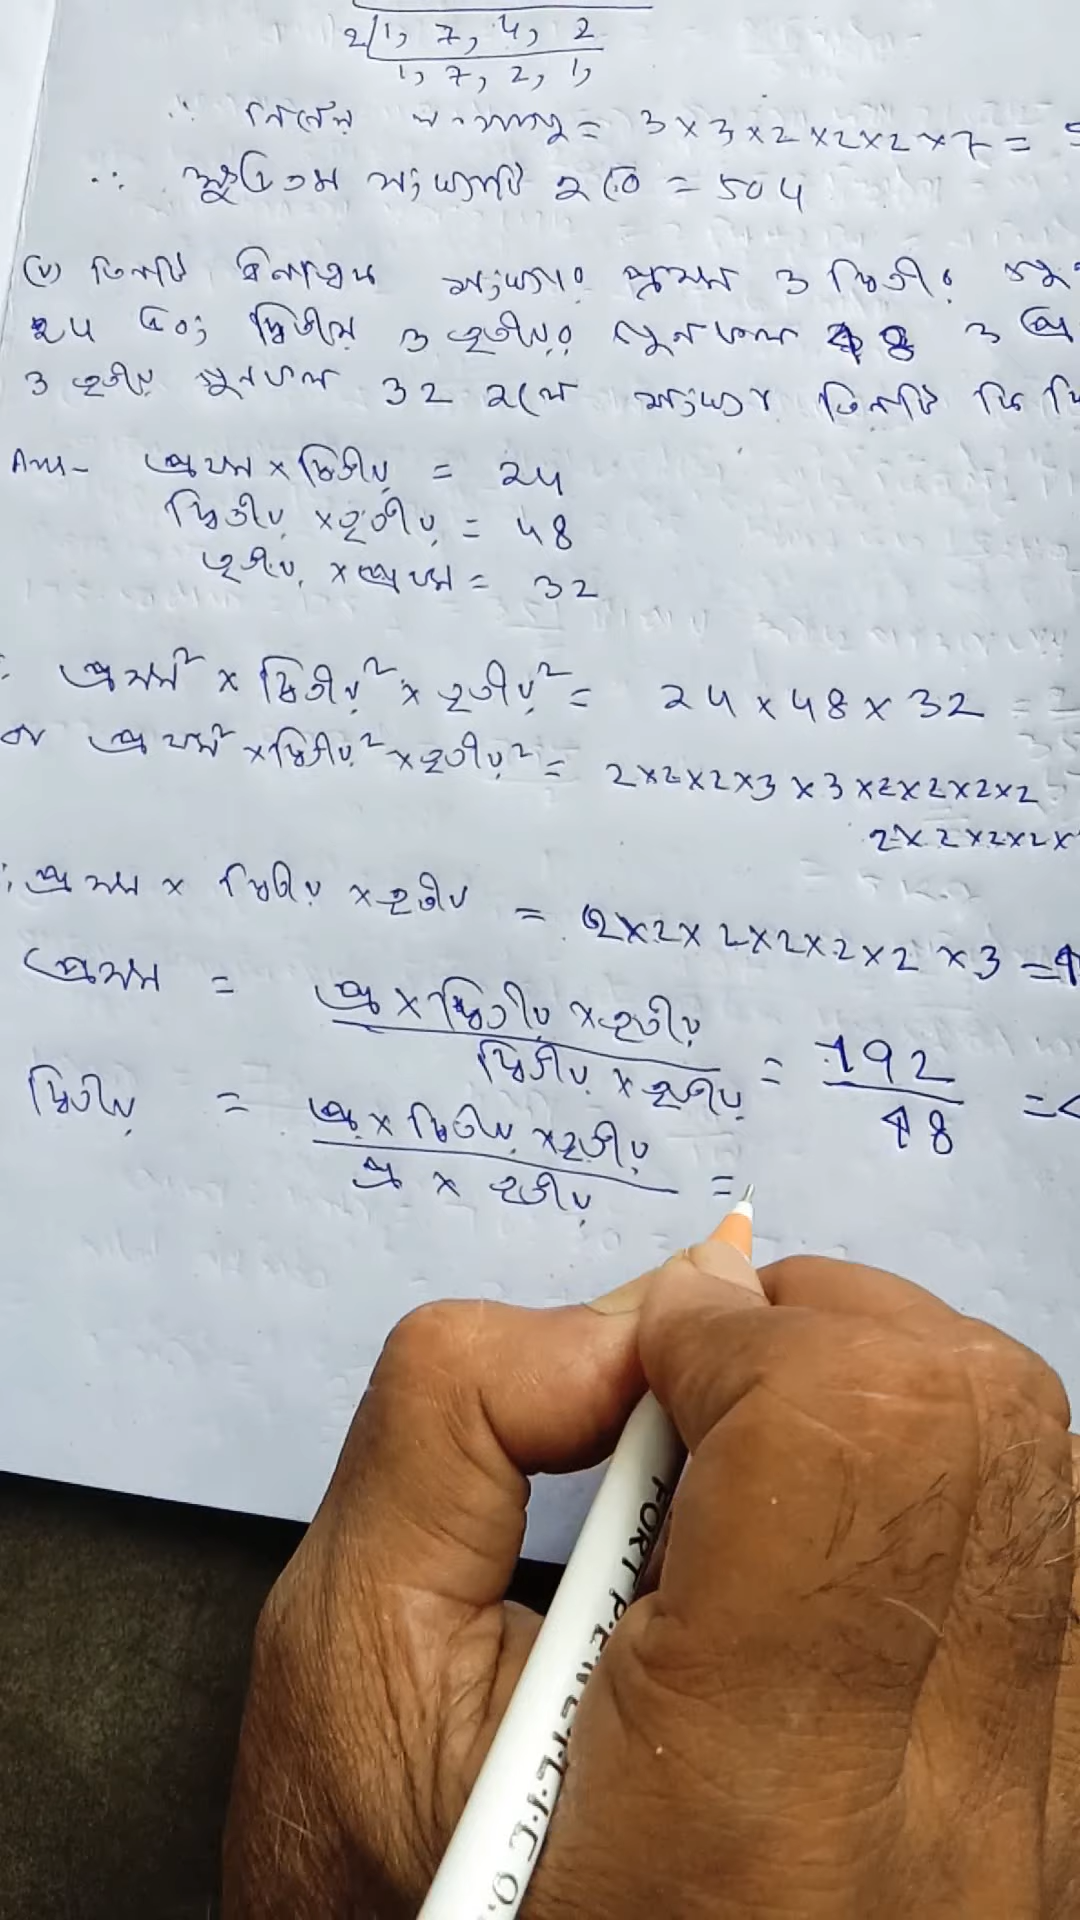 2 1, 7, 4, 2
1, 7, 2, 1,
∴ = 3×3×2×2×2×7 =
∴ ক্ষুদ্রতম সংখ্যাটি হবে = 504
(v) তিনটি সংখ্যার প্রথম ও দ্বিতীয়
24 দ্বিতীয় ও তৃতীয় গুণফল 48 ও
ও তৃতীয় গুণফল 32 হলে সংখ্যা তিনটি কি
Ans- প্রথম × দ্বিতীয় = 24
দ্বিতীয় × তৃতীয় = 48
তৃতীয় × প্রথম = 32
প্রথম² × দ্বিতীয়² × তৃতীয়² = 24 × 48 × 32 =
বা প্রথম² × দ্বিতীয়² × তৃতীয়² = 2×2×2×3 × 3×2×2×2×2
2×2×2×2×
∴ প্রথম × দ্বিতীয় × তৃতীয় = 2×2×2×2×2×2×3 =
প্রথম = প্র × দ্বিতীয় × তৃতীয় / দ্বিতীয় × তৃতীয় = 192 / 48 =
দ্বিতীয় = প্র × দ্বিতীয় × তৃতীয় / প্র × তৃতীয় =